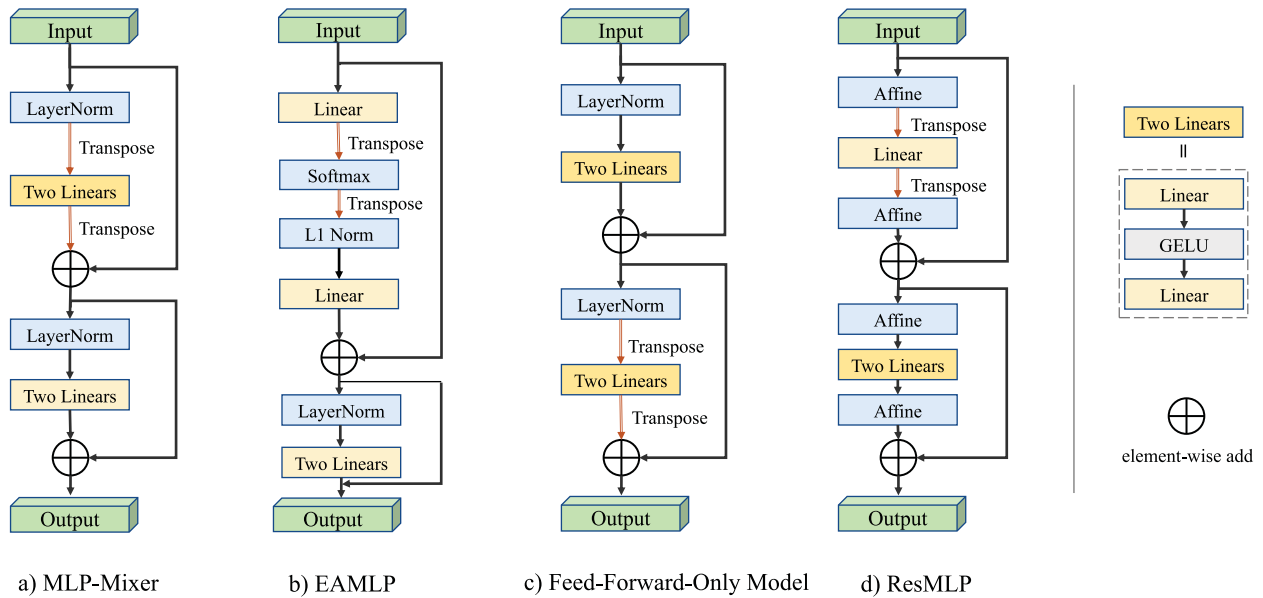 Input
LayerNorm
Transpose
Two Linears
Transpose
LayerNorm
Two Linears
Output
a) MLP-Mixer
Input
Linear
Transpose
Softmax
Transpose
L1 Norm
Linear
LayerNorm
Two Linears
Output
b) EAMLP
Input
LayerNorm
Two Linears
LayerNorm
Transpose
Two Linears
Transpose
Output
c) Feed-Forward-Only Model
Input
Affine
Transpose
Linear
Transpose
Affine
Affine
Two Linears
Affine
Output
d) ResMLP
Two Linears
=
Linear
GELU
Linear
element-wise add